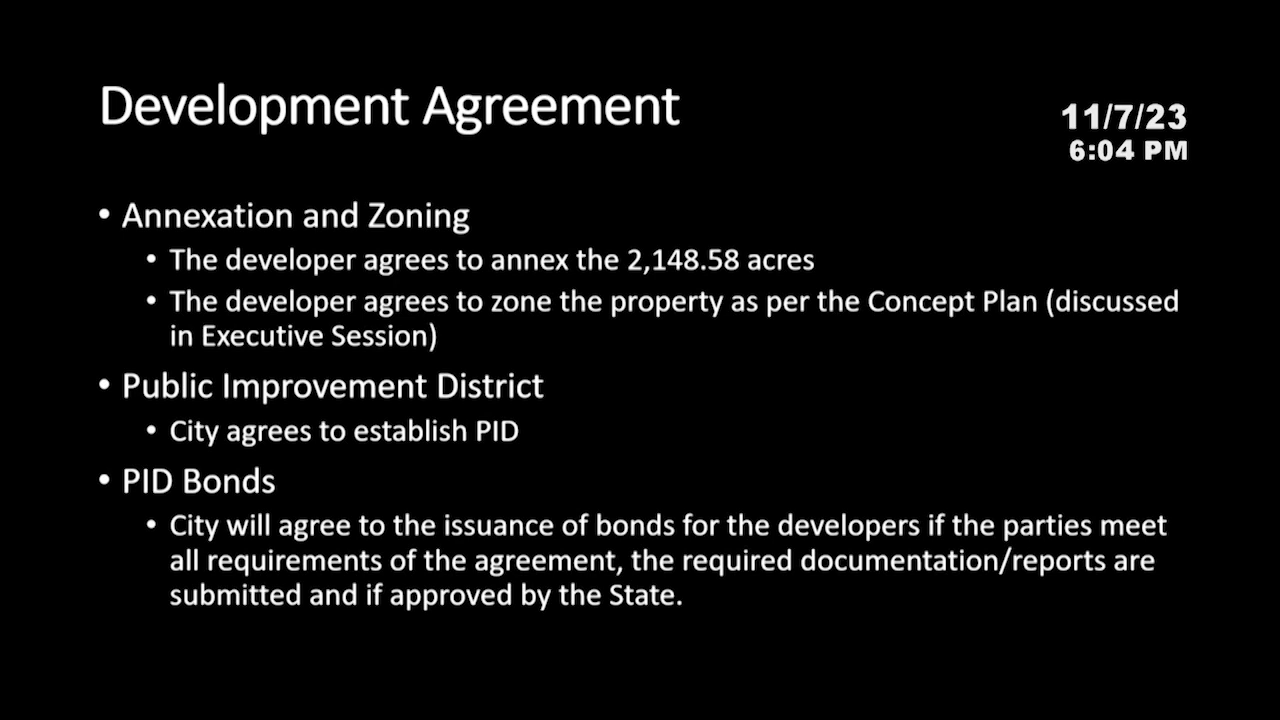 Development Agreement
11/7/23
6:04 PM
• Annexation and Zoning
• The developer agrees to annex the 2,148.58 acres
• The developer agrees to zone the property as per the Concept Plan (discussed
in Executive Session)
• Public Improvement District
• City agrees to establish PID
• PID Bonds
• City will agree to the issuance of bonds for the developers if the parties meet
all requirements of the agreement, the required documentation/reports are
submitted and if approved by the State.